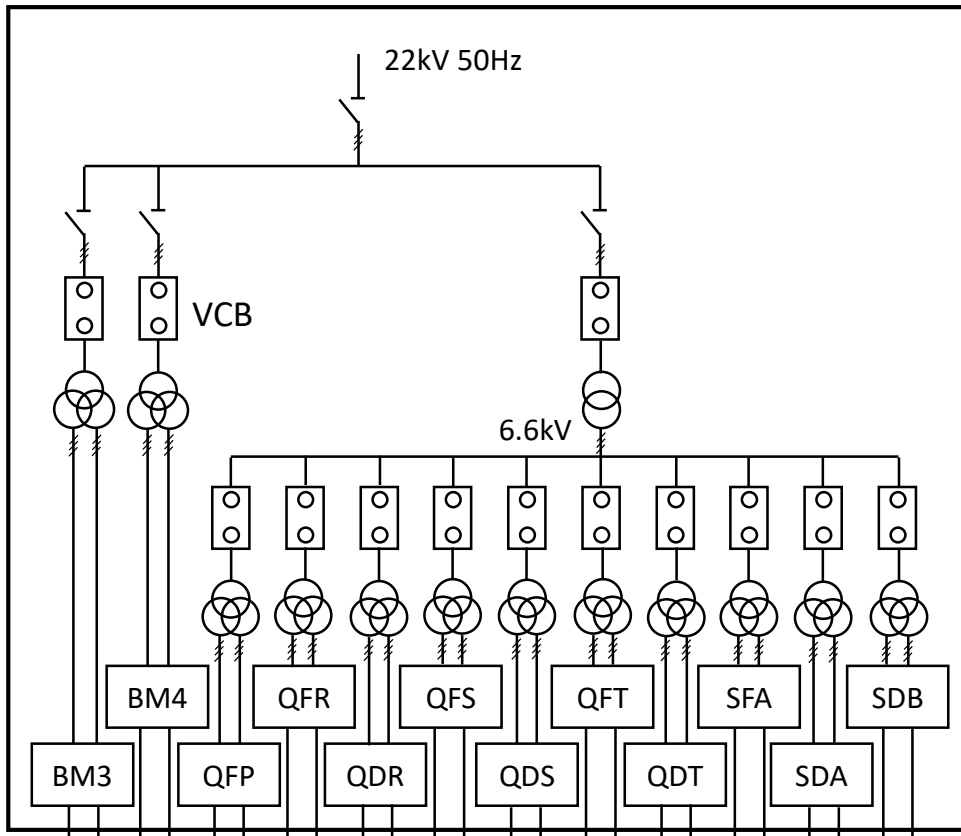 22kV 50Hz
VCB
6.6kV
BM4
QFR
QFS
QFT
SFA
SDB
BM3
QFP
QDR
QDS
QDT
SDA